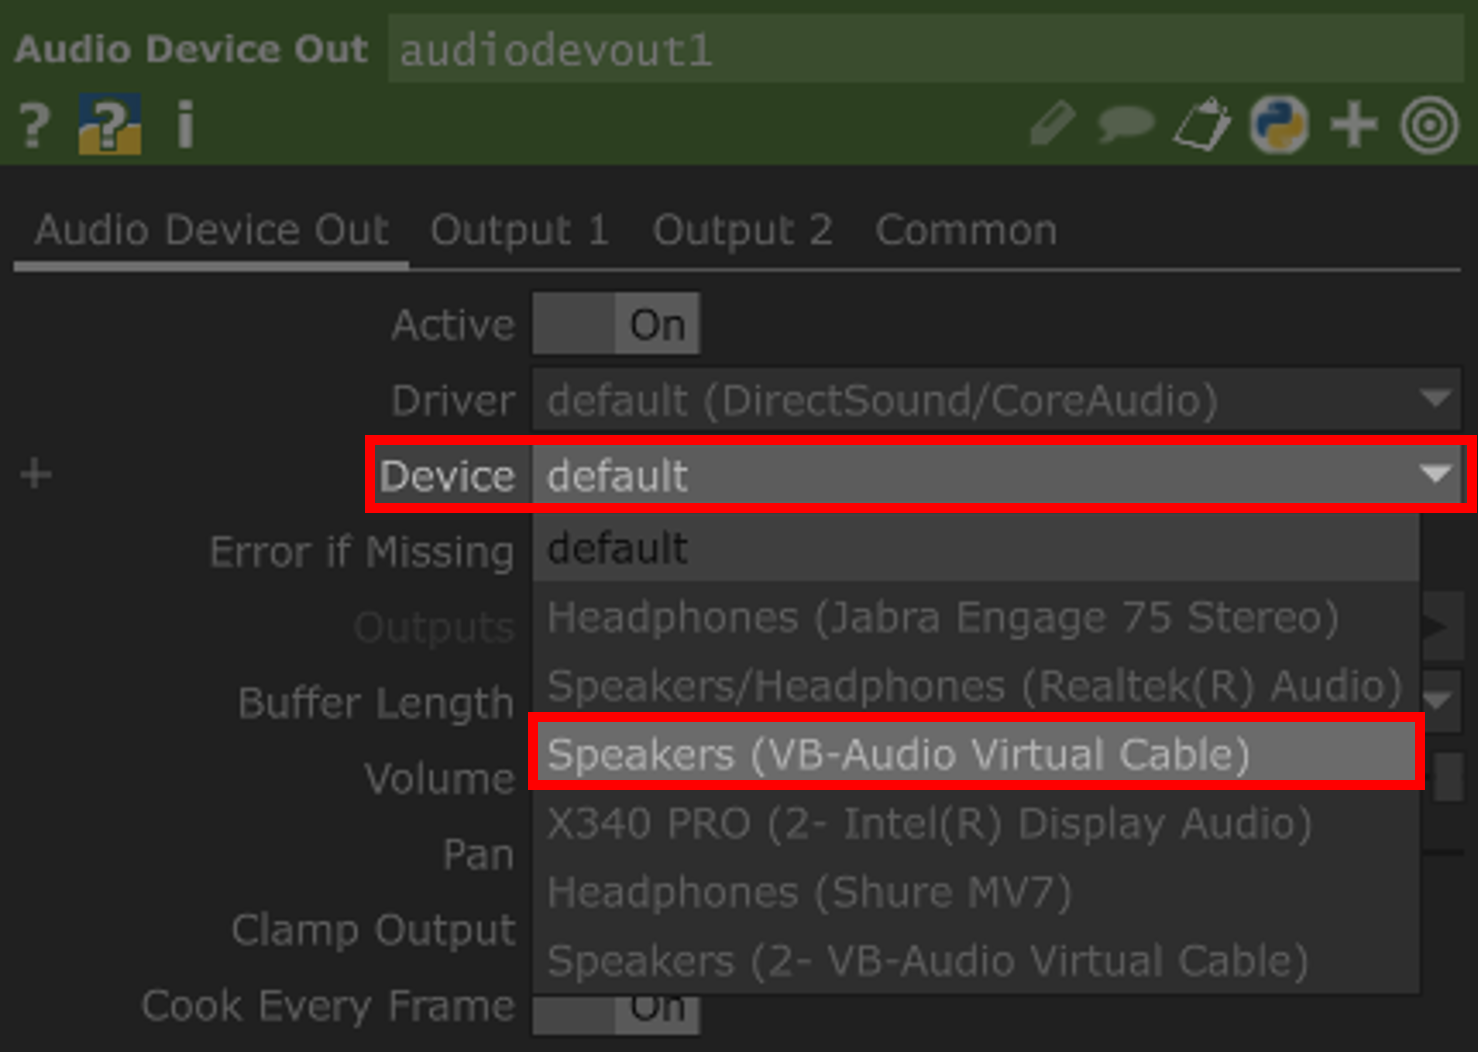 Audio Device Out audiodevout1
? ? i
Audio Device Out Output 1 Output 2 Common
Active On
Driver default (DirectSound/CoreAudio)
Device default
default
Error if Missing
Headphones (Jabra Engage 75 Stereo)
Outputs
Speakers/Headphones (Realtek(R) Audio)
Buffer Length
Speakers (VB-Audio Virtual Cable)
Volume
X340 PRO (2- Intel(R) Display Audio)
Pan
Headphones (Shure MV7)
Clamp Output
Speakers (2- VB-Audio Virtual Cable)
Cook Every Frame On